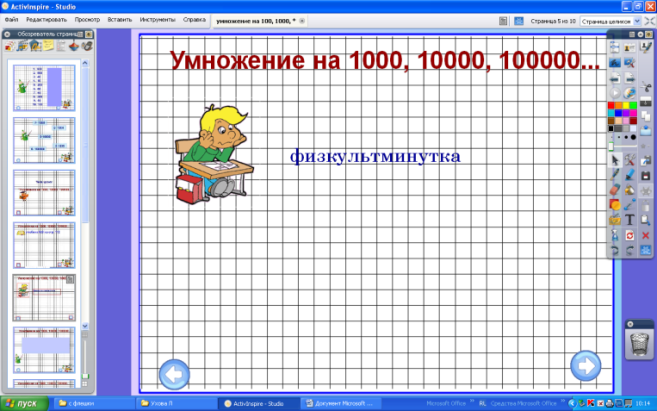 ActivInspire - Studio
Файл Редактировать Просмотр Вставить Инструменты Справка
умножение на 100, 1000, *
Страница 5 из 10
Страница целиком
Обозреватель страниц
Умножение на 1000, 10000, 100000...
физкультминутка
пуск
с флешки
Ухова Л
ActivInspire - Studio
Документ Microsoft ...
Microsoft Office
RL
Средства Microsoft Office
10:14